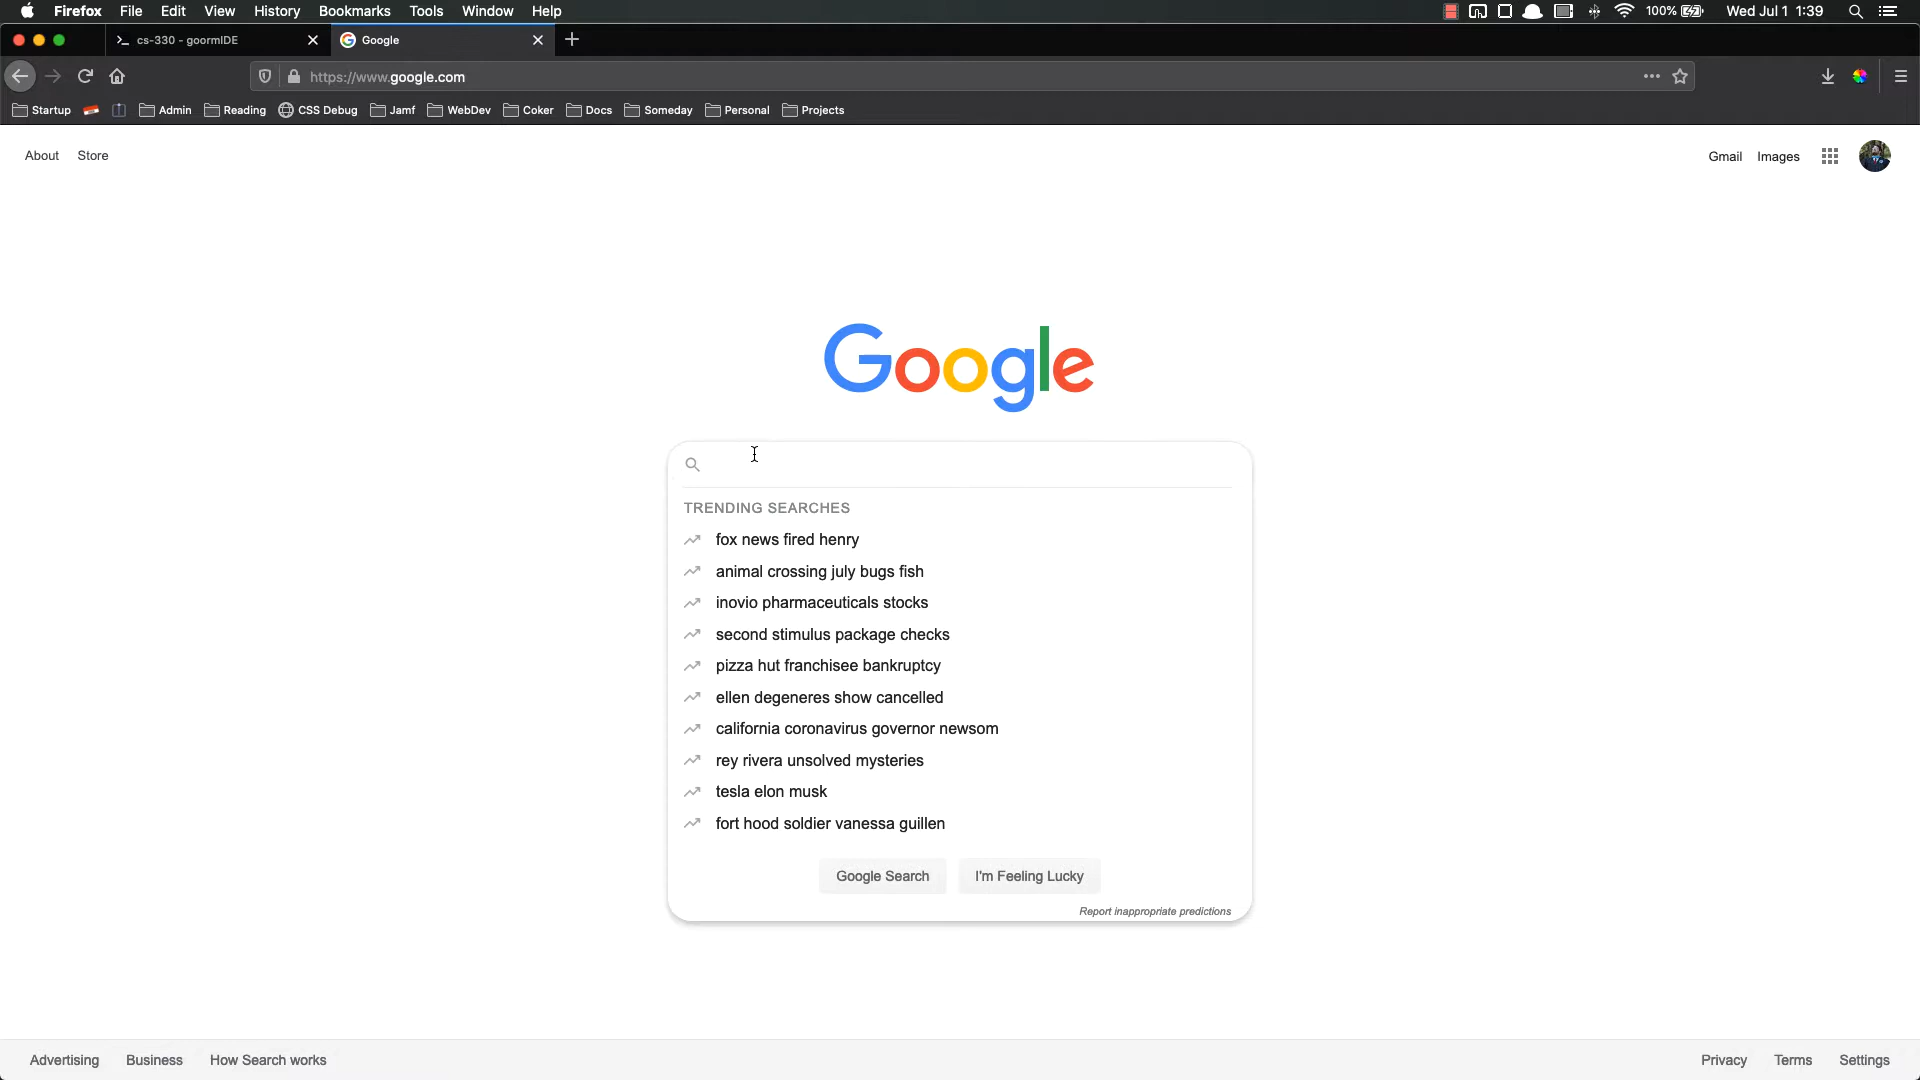 Firefox File Edit View History Bookmarks Tools Window Help 100% Wed Jul 1 1:39
cs-330 - goormIDE Google
https://www.google.com
Startup Admin Reading CSS Debug Jamf WebDev Coker Docs Someday Personal Projects
About Store Gmail Images
Google
TRENDING SEARCHES
fox news fired henry
animal crossing july bugs fish
inovio pharmaceuticals stocks
second stimulus package checks
pizza hut franchisee bankruptcy
ellen degeneres show cancelled
california coronavirus governor newsom
rey rivera unsolved mysteries
tesla elon musk
fort hood soldier vanessa guillen
Google Search I'm Feeling Lucky
Report inappropriate predictions
Advertising Business How Search works Privacy Terms Settings